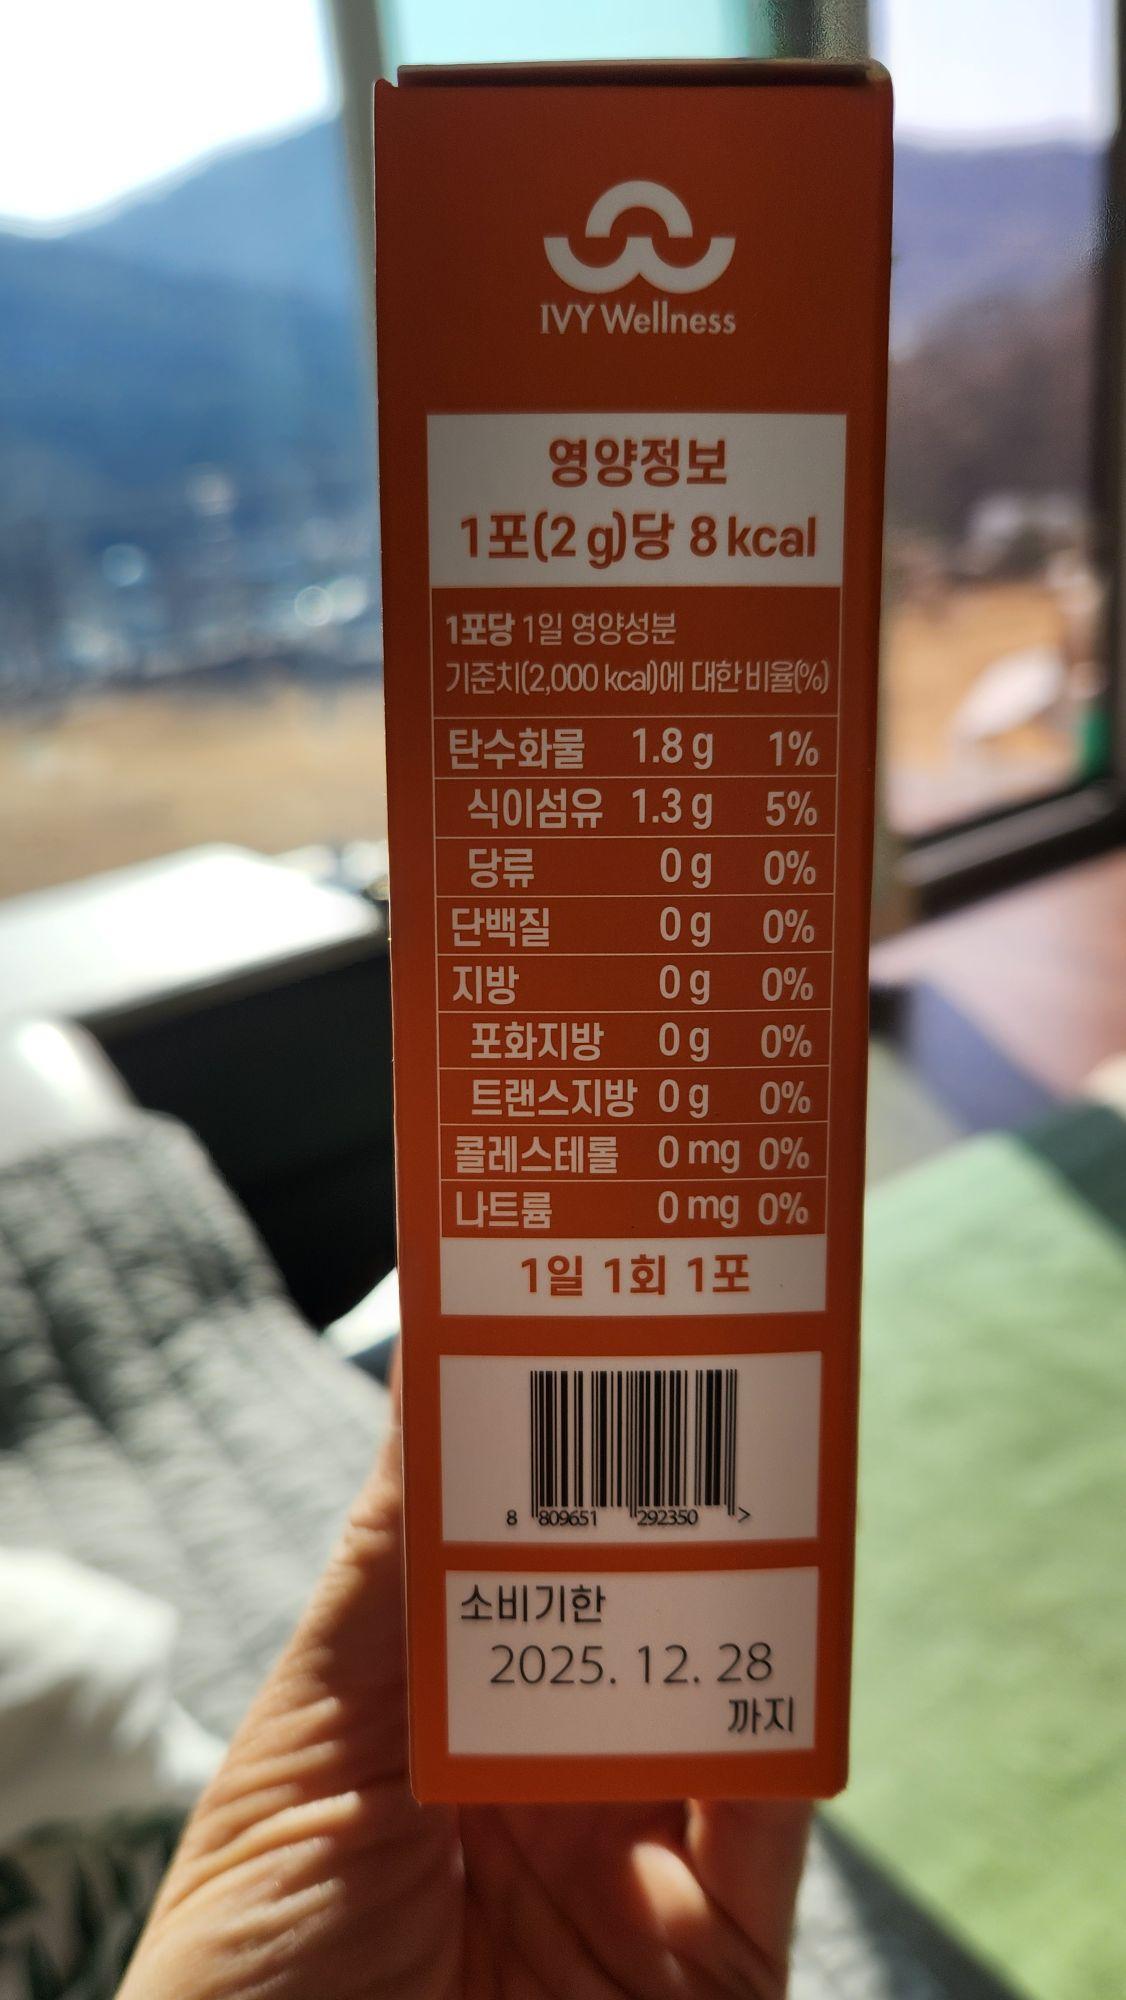 IVY Wellness
영양정보
1포(2 g)당 8 kcal
1포당 1일 영양성분
기준치(2,000 kcal)에 대한 비율(%)
탄수화물 1.8 g 1%
식이섬유 1.3 g 5%
당류 0 g 0%
단백질 0 g 0%
지방 0 g 0%
포화지방 0 g 0%
트랜스지방 0 g 0%
콜레스테롤 0 mg 0%
나트륨 0 mg 0%
1일 1회 1포
8 809651 292350 >
소비기한
2025. 12. 28
까지